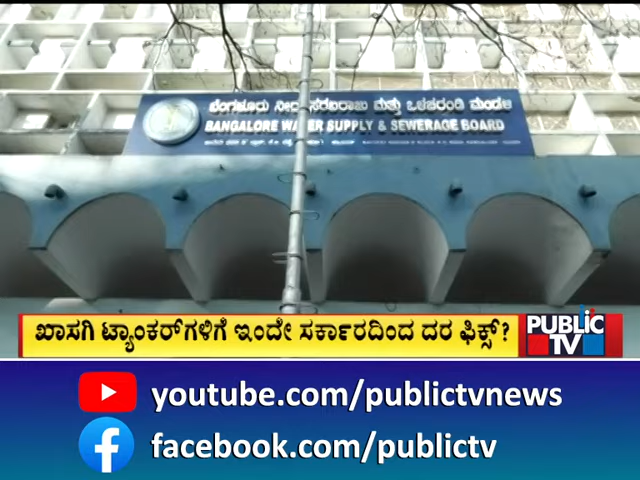 ಬೆಂಗಳೂರು ನೀರು ಸರಬರಾಜು ಮತ್ತು ಒಳಚರಂಡಿ ಮಂಡಳಿ
BANGALORE WATER SUPPLY & SEWERAGE BOARD
ಖಾಸಗಿ ಟ್ಯಾಂಕರ್‌ಗಳಿಗೆ ಇಂದೇ ಸರ್ಕಾರದಿಂದ ದರ ಫಿಕ್ಸ್?
PUBLIC
TV
youtube.com/publictvnews
facebook.com/publictv